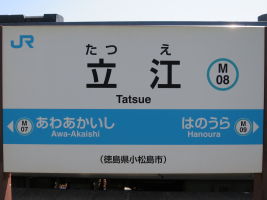 JR
たつえ
立江
M
08
Tatsue
M
07
あわあかいし
Awa-Akaishi
はのうら
Hanoura
M
09
(徳島県小松島市)